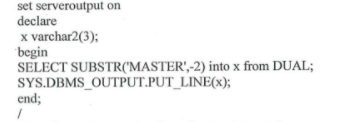 set serveroutput on
declare
x varchar2(3);
begin
SELECT SUBSTR('MASTER',-2) into x from DUAL;
SYS.DBMS_OUTPUT.PUT_LINE(x);
end;
/